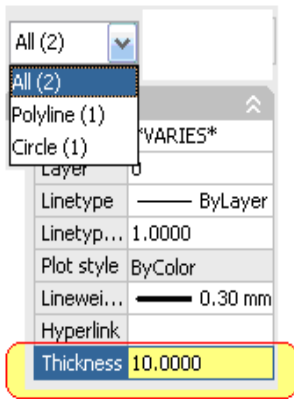 All (2)
All (2)
Polyline (1)
Circle (1)
*VARIES*
Layer 0
Linetype ByLayer
Linetyp... 1.0000
Plot style ByColor
Linewei... 0.30 mm
Hyperlink
Thickness 10.0000